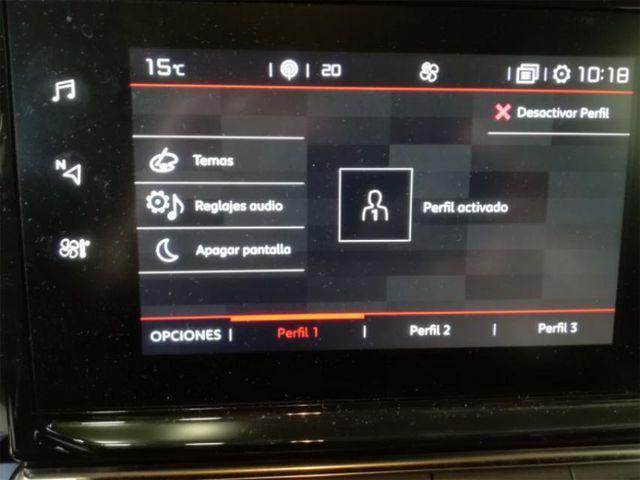 15°C 20 10:18
N
Desactivar Perfil
Temas
Reglajes audio
Perfil activado
1
Apagar pantalla
OPCIONES | Perfil 1 | Perfil 2 | Perfil 3